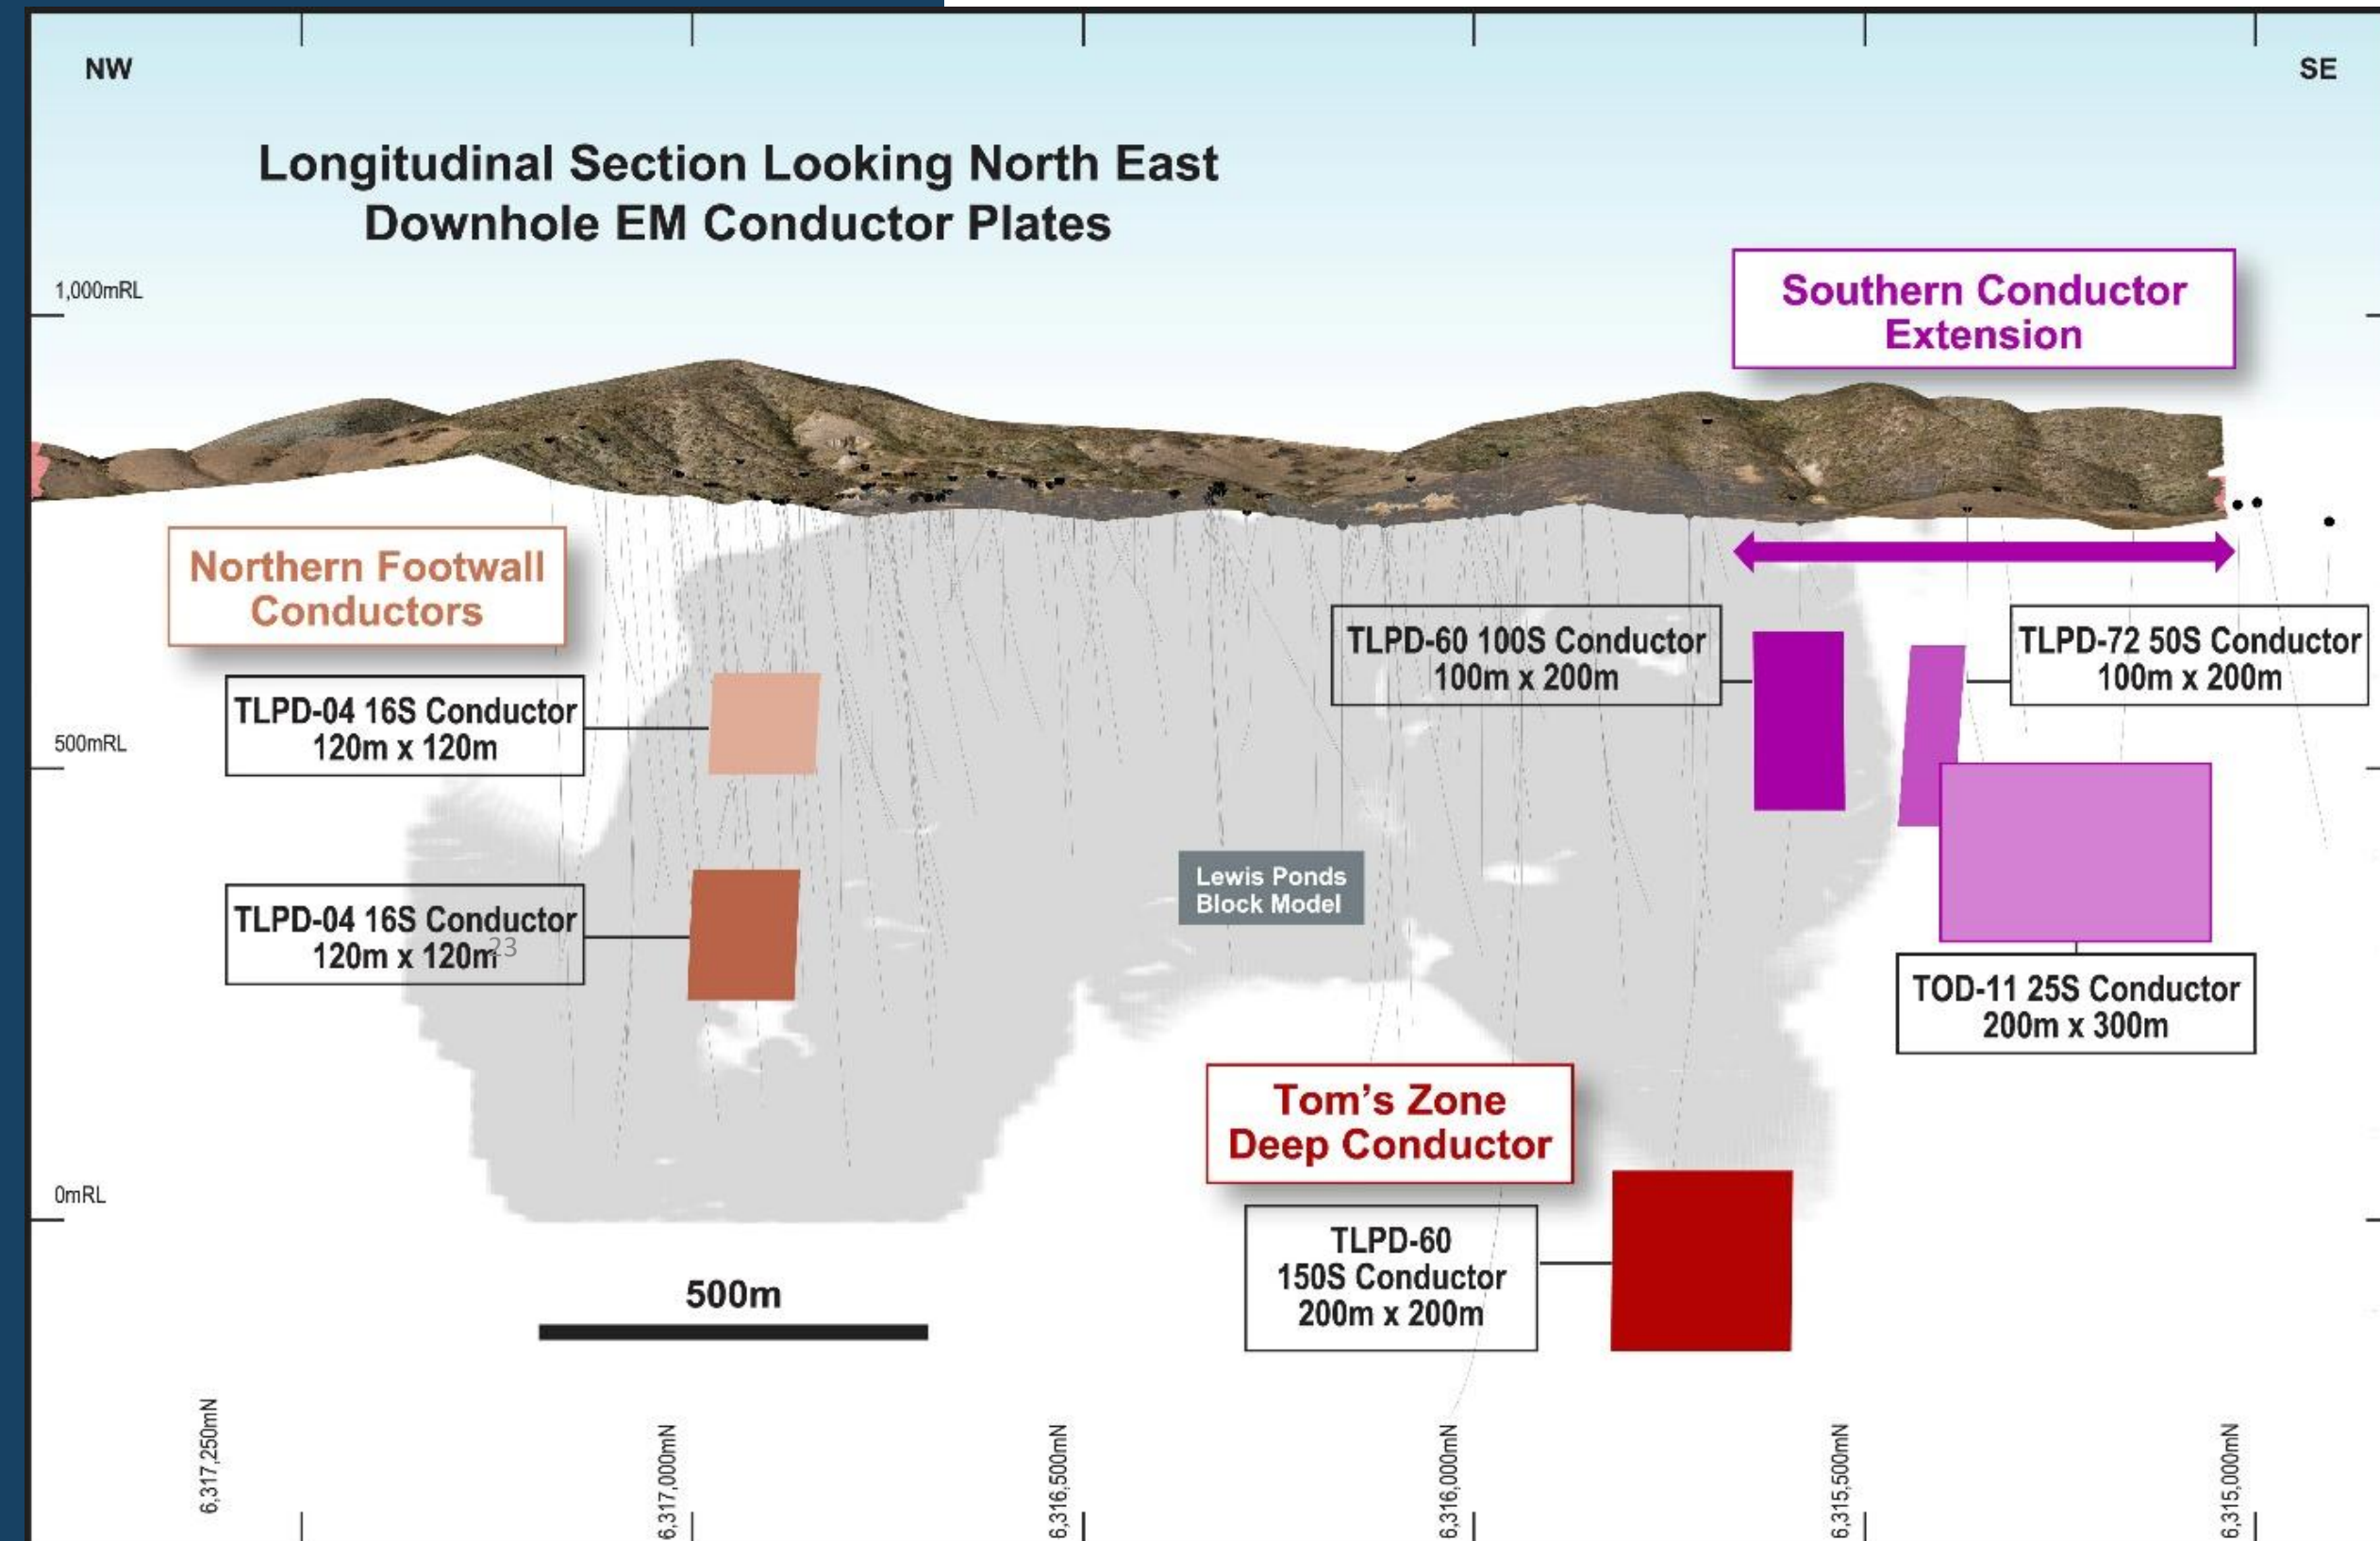 NW
SE
Longitudinal Section Looking North East
Downhole EM Conductor Plates
1,000mRL
Southern Conductor
Extension
Northern Footwall
Conductors
TLPD-60 100S Conductor
100m x 200m
TLPD-72 50S Conductor
100m x 200m
TLPD-04 16S Conductor
120m x 120m
500mRL
Lewis Ponds
Block Model
TLPD-04 16S Conductor
120m x 120m
23
TOD-11 25S Conductor
200m x 300m
Tom's Zone
Deep Conductor
0mRL
TLPD-60
150S Conductor
200m x 200m
500m
6,317,250mN
6,317,000mN
6,316,500mN
6,316,000mN
6,315,500mN
6,315,000mN